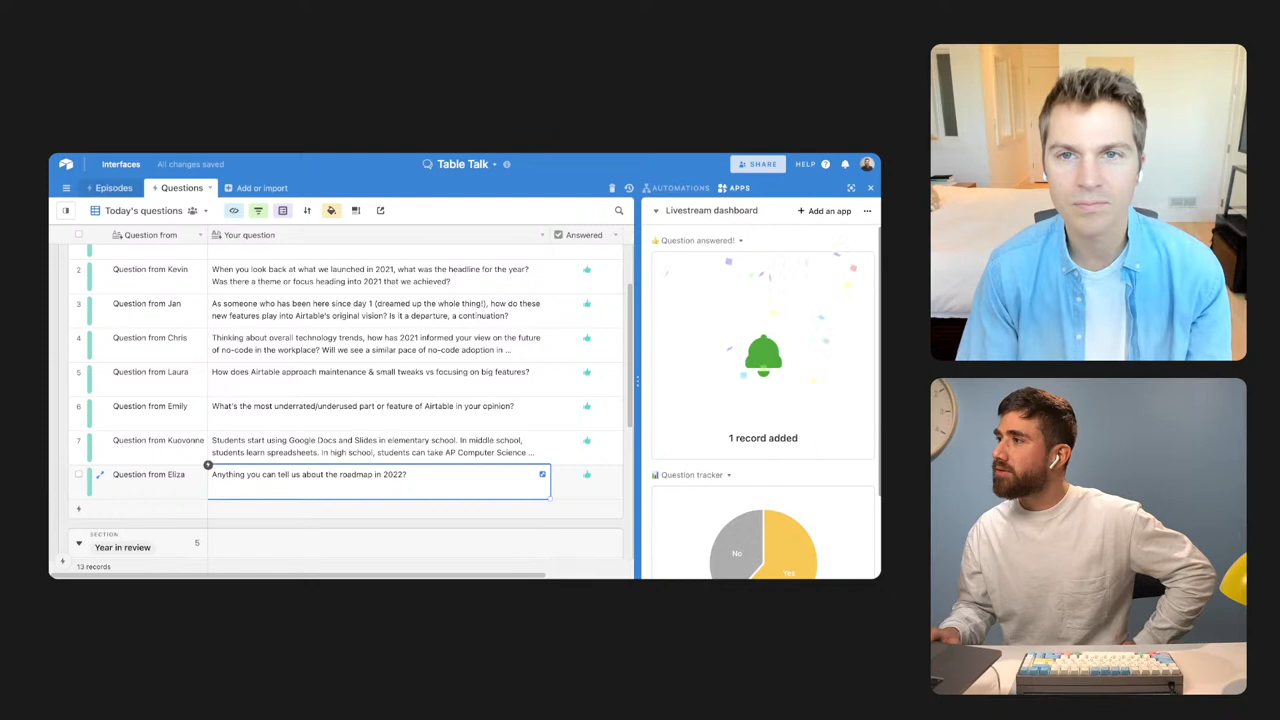 Interfaces
All changes saved
Table Talk
SHARE
HELP
Episodes
Questions
Add or import
AUTOMATIONS
APPS
Today's questions
Livestream dashboard
Add an app
Question from
Your question
Answered
Question answered!
2
Question from Kevin
When you look back at what we launched in 2021, what was the headline for the year?
Was there a theme or focus heading into 2021 that we achieved?
3
Question from Jan
As someone who has been here since day 1 (dreamed up the whole thing!), how do these
new features play into Airtable's original vision? Is it a departure, a continuation?
4
Question from Chris
Thinking about overall technology trends, how has 2021 informed your view on the future
of no-code in the workplace? Will we see a similar pace of no-code adoption in ...
5
Question from Laura
How does Airtable approach maintenance & small tweaks vs focusing on big features?
6
Question from Emily
What's the most underrated/underused part or feature of Airtable in your opinion?
7
Question from Kuovonne
Students start using Google Docs and Slides in elementary school. In middle school,
students learn spreadsheets. In high school, students can take AP Computer Science ...
Question from Eliza
Anything you can tell us about the roadmap in 2022?
1 record added
Question tracker
No
Yes
SECTION
Year in review
5
13 records